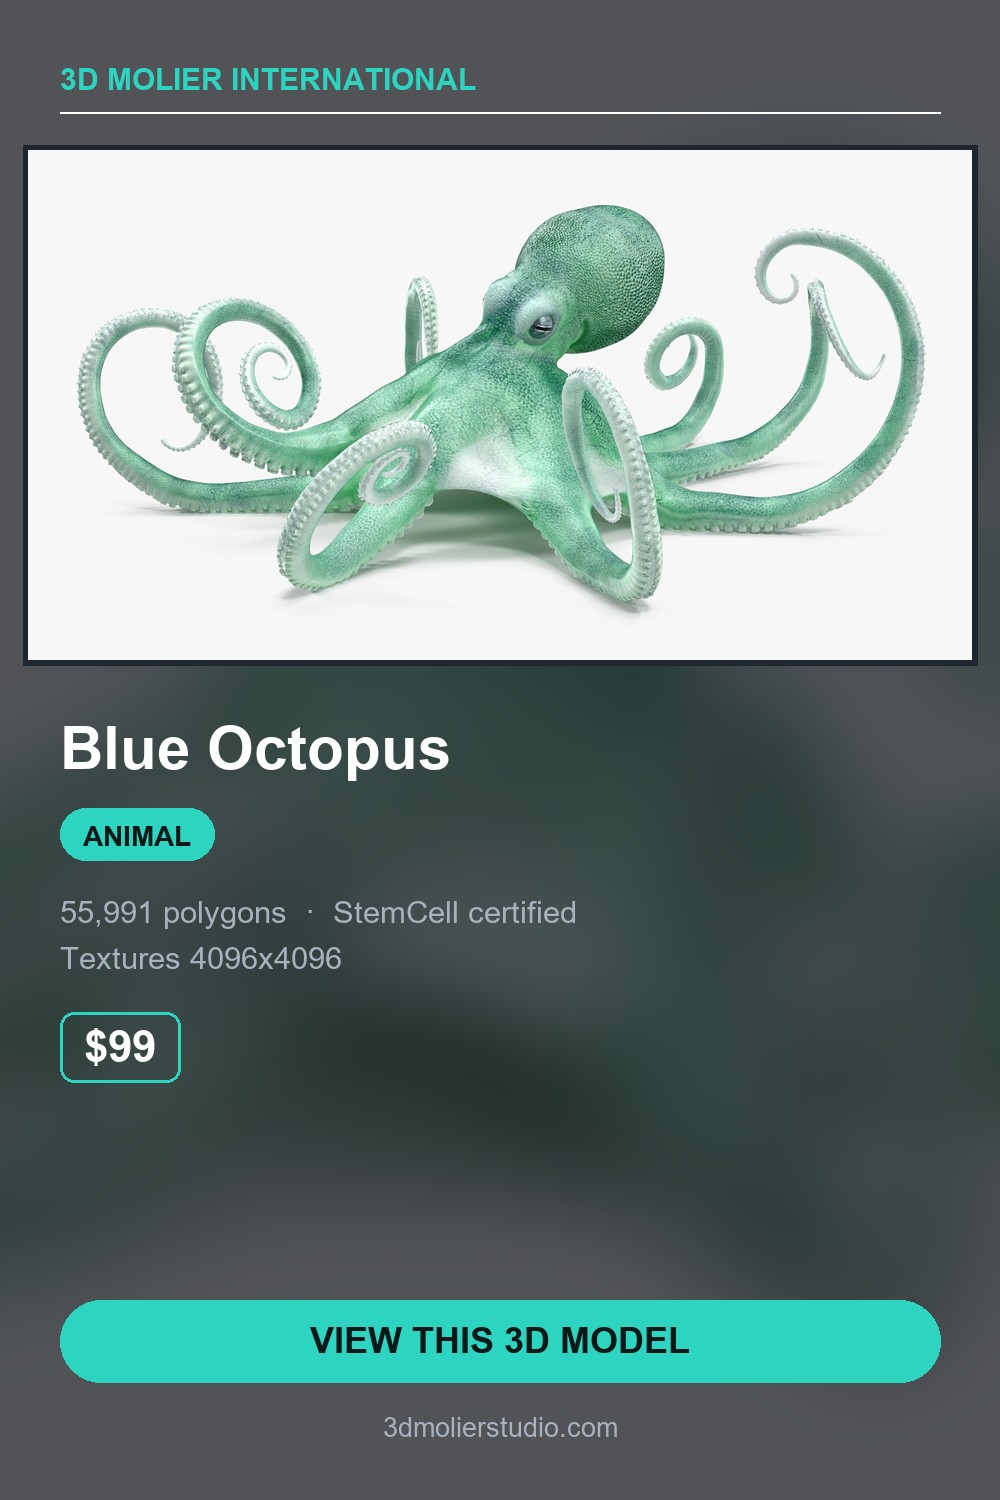 3D MOLIER INTERNATIONAL
Blue Octopus
ANIMAL
55,991 polygons · StemCell certified
Textures 4096x4096
$99
VIEW THIS 3D MODEL
3dmolierstudio.com